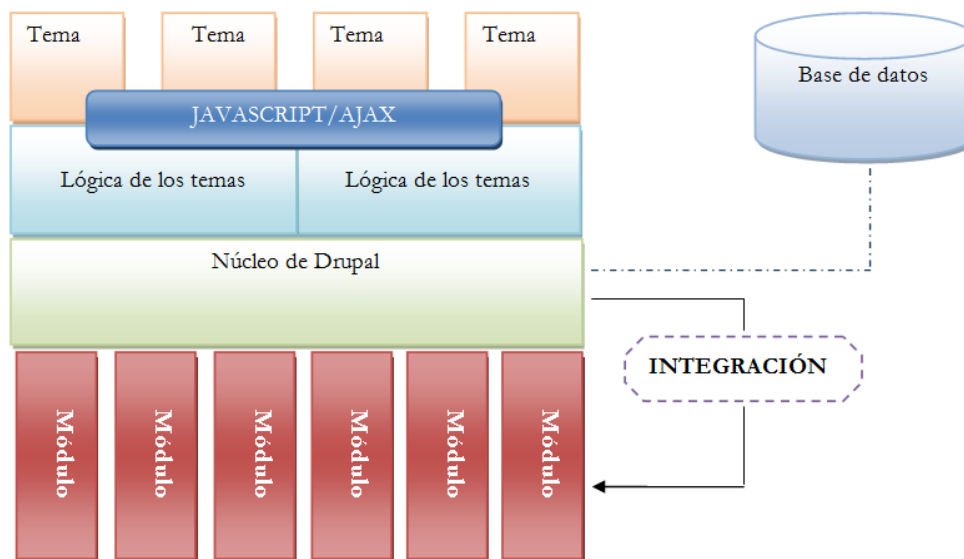 Tema
Tema
Tema
Tema
Base de datos
JAVASCRIPT/AJAX
Lógica de los temas
Lógica de los temas
Núcleo de Drupal
INTEGRACIÓN
Módulo
Módulo
Módulo
Módulo
Módulo
Módulo